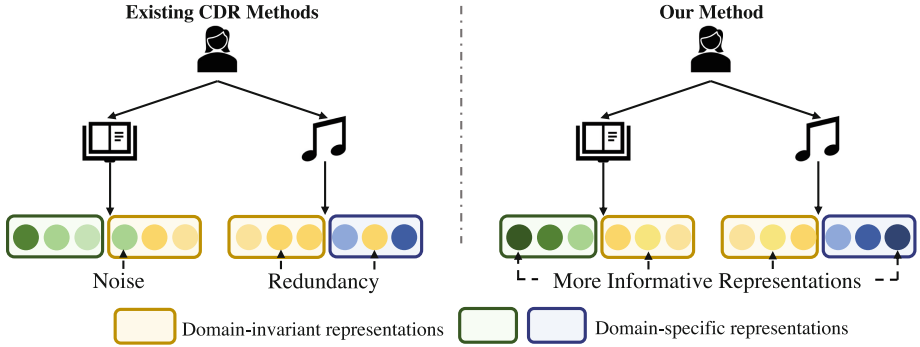 Existing CDR Methods
Our Method
Noise
Redundancy
More Informative Representations
Domain-invariant representations
Domain-specific representations